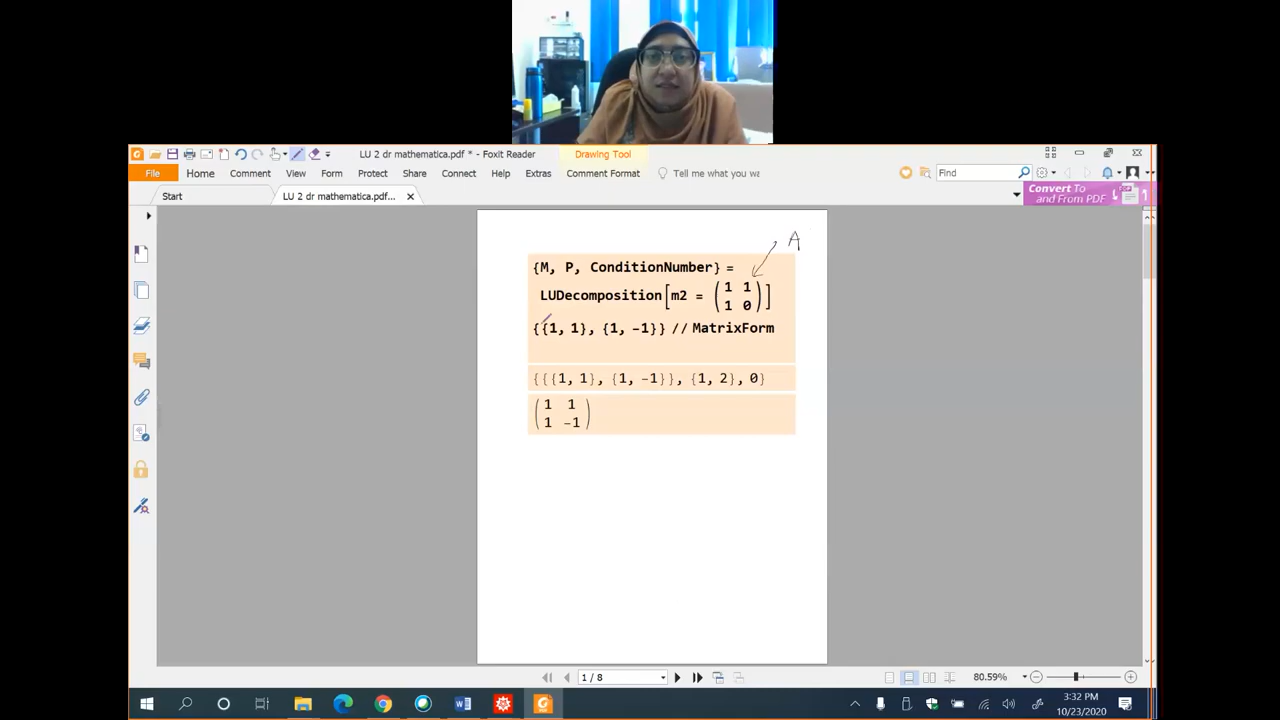 LU 2 dr mathematica.pdf * - Foxit Reader
Drawing Tool
File Home Comment View Form Protect Share Connect Help Extras Comment Format Tell me what you wa Find
Start LU 2 dr mathematica.pdf...
Convert To
and From PDF
A
{M, P, ConditionNumber} =
LUDecomposition[m2 = (1 1
1 0)]
{{1, 1}, {1, -1}} // MatrixForm
{{{1, 1}, {1, -1}}, {1, 2}, 0}
(1 1
1 -1)
1 / 8 80.59%
3:32 PM
10/23/2020